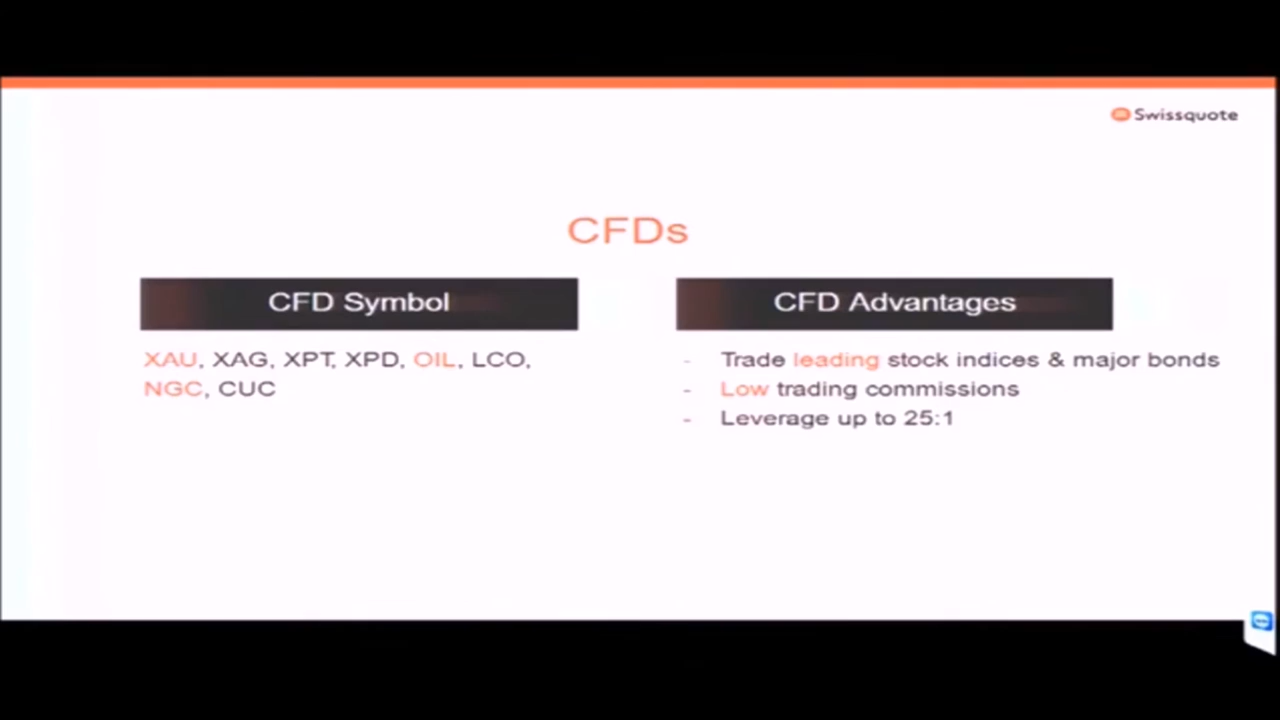 Swissquote
CFDs
CFD Symbol
XAU, XAG, XPT, XPD, OIL, LCO,
NGC, CUC
CFD Advantages
- Trade leading stock indices & major bonds
- Low trading commissions
- Leverage up to 25:1